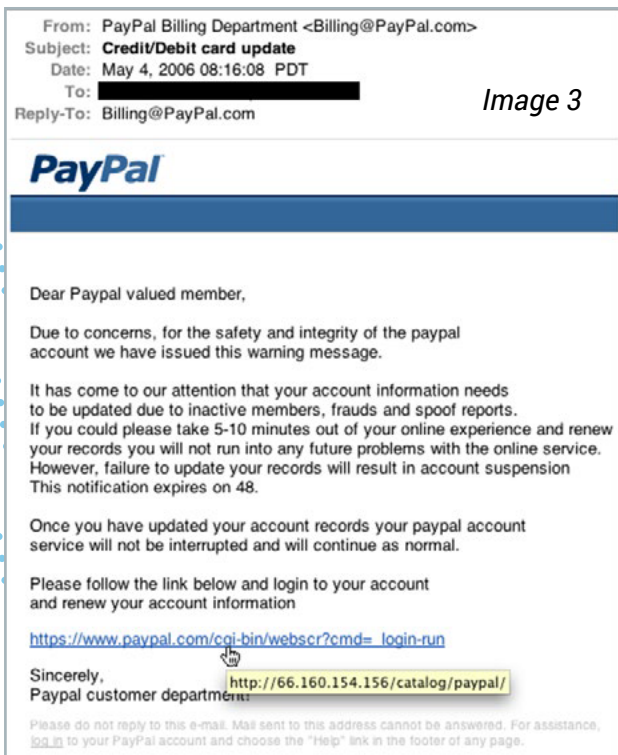 From: PayPal Billing Department <Billing@PayPal.com>
Subject: Credit/Debit card update
Date: May 4, 2006 08:16:08 PDT
To:
Reply-To: Billing@PayPal.com
Image 3
PayPal
Dear Paypal valued member,
Due to concerns, for the safety and integrity of the paypal
account we have issued this warning message.
It has come to our attention that your account information needs
to be updated due to inactive members, frauds and spoof reports.
If you could please take 5-10 minutes out of your online experience and renew
your records you will not run into any future problems with the online service.
However, failure to update your records will result in account suspension
This notification expires on 48.
Once you have updated your account records your paypal account
service will not be interrupted and will continue as normal.
Please follow the link below and login to your account
and renew your account information
https://www.paypal.com/cgi-bin/webscr?cmd=_login-run
http://66.160.154.156/catalog/paypal/
Sincerely,
Paypal customer department!
Please do not reply to this e-mail. Mail sent to this address cannot be answered. For assistance,
log in to your PayPal account and choose the "Help" link in the footer of any page.